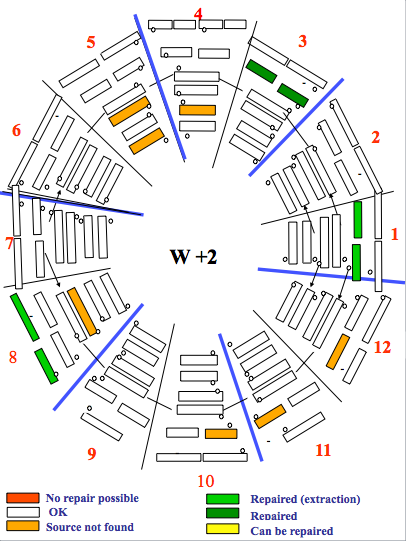 4
5
3
6
2
1
W +2
7
8
12
9
11
10
No repair possible
OK
Source not found
Repaired (extraction)
Repaired
Can be repaired